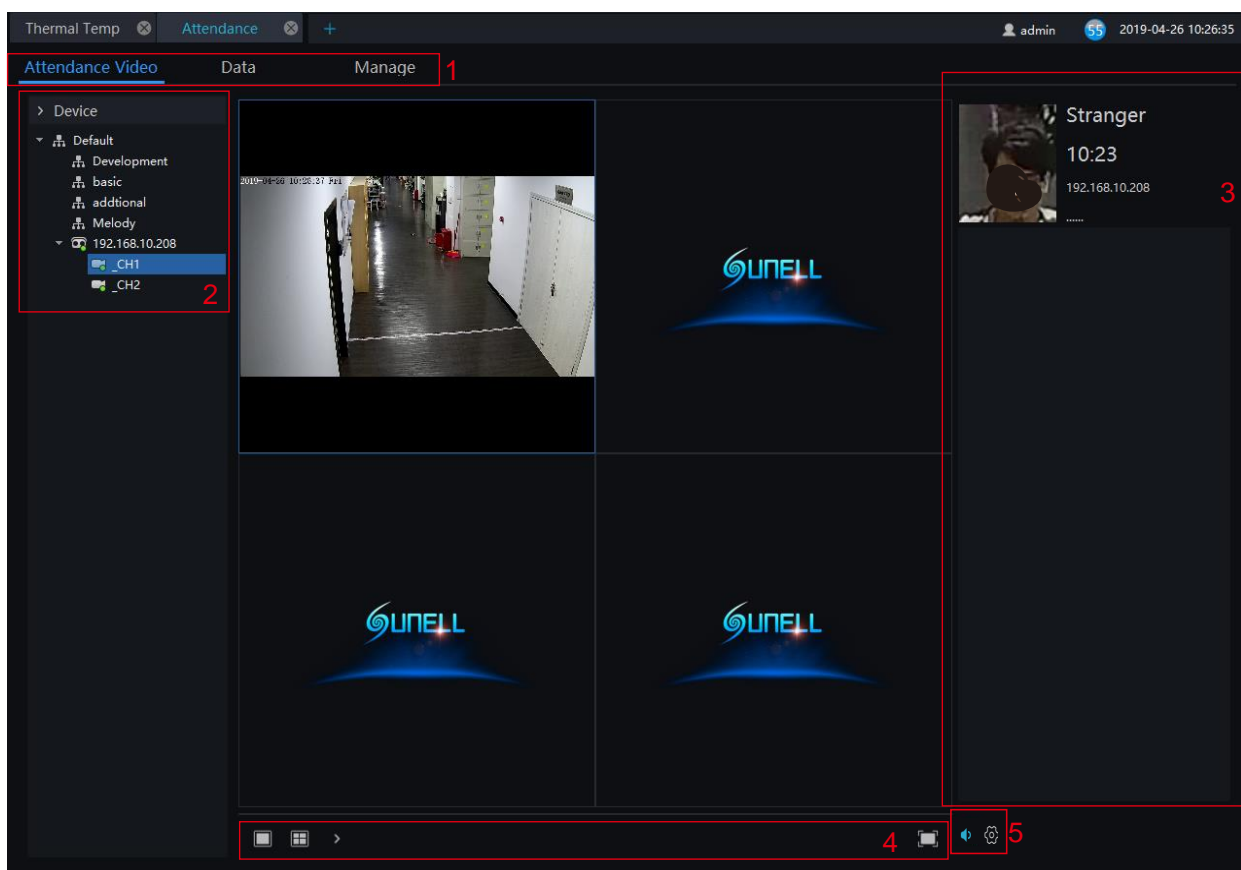 Thermal Temp Attendance + admin 55 2019-04-26 10:26:35
Attendance Video Data Manage 1
> Device
Default
Development
basic
addtional
Melody
192.168.10.208
_CH1
_CH2
2
2019-04-26 10:26:37 Fri
SUNELL
SUNELL
SUNELL
Stranger
10:23
192.168.10.208
......
3
4
5